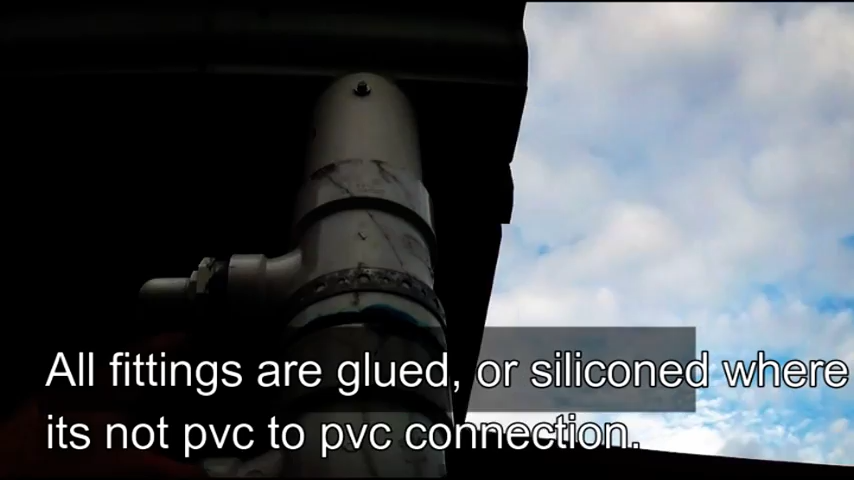 All fittings are glued, or siliconed where
its not pvc to pvc connection.